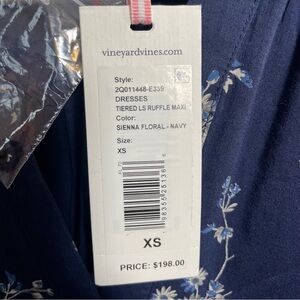 vineyardvines.com
Style:
2Q011448-E339
DRESSES
TIERED LS RUFFLE MAXI
Color:
SIENNA FLORAL - NAVY
Size:
XS
XS
PRICE: $198.00